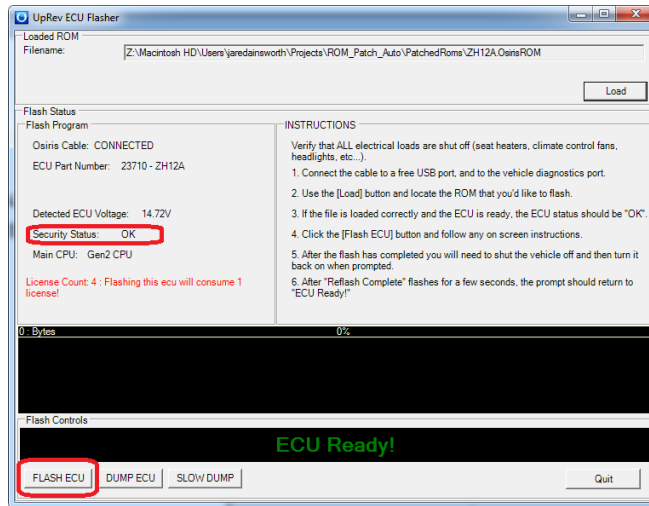 UpRev ECU Flasher
Loaded ROM
Filename:
Z:\Macintosh HD\Users\jaredainsworth\Projects\ROM_Patch_Auto\PatchedRoms\ZH12A.OsirisROM
Load
Flash Status
Flash Program
Osiris Cable: CONNECTED
ECU Part Number: 23710 - ZH12A
Detected ECU Voltage: 14.72V
Security Status: OK
Main CPU: Gen2 CPU
License Count: 4 : Flashing this ecu will consume 1
license!
INSTRUCTIONS
Verify that ALL electrical loads are shut off (seat heaters, climate control fans,
headlights, etc...).
1. Connect the cable to a free USB port, and to the vehicle diagnostics port.
2. Use the [Load] button and locate the ROM that you'd like to flash.
3. If the file is loaded correctly and the ECU is ready, the ECU status should be "OK".
4. Click the [Flash ECU] button and follow any on screen instructions.
5. After the flash has completed you will need to shut the vehicle off and then turn it
back on when prompted.
6. After "Reflash Complete" flashes for a few seconds, the prompt should return to
"ECU Ready!"
0 : Bytes
0%
Flash Controls
ECU Ready!
FLASH ECU
DUMP ECU
SLOW DUMP
Quit